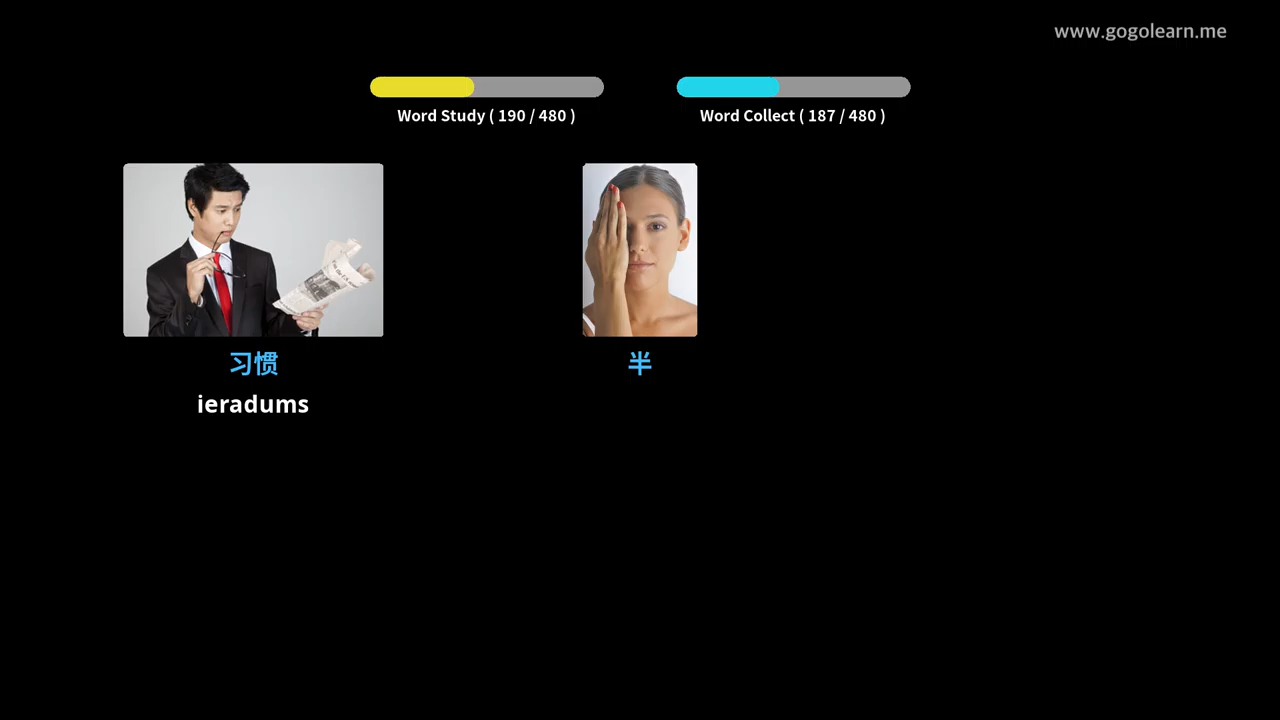 www.gogolearn.me
Word Study ( 190 / 480 )
Word Collect ( 187 / 480 )
习惯
半
ieradums